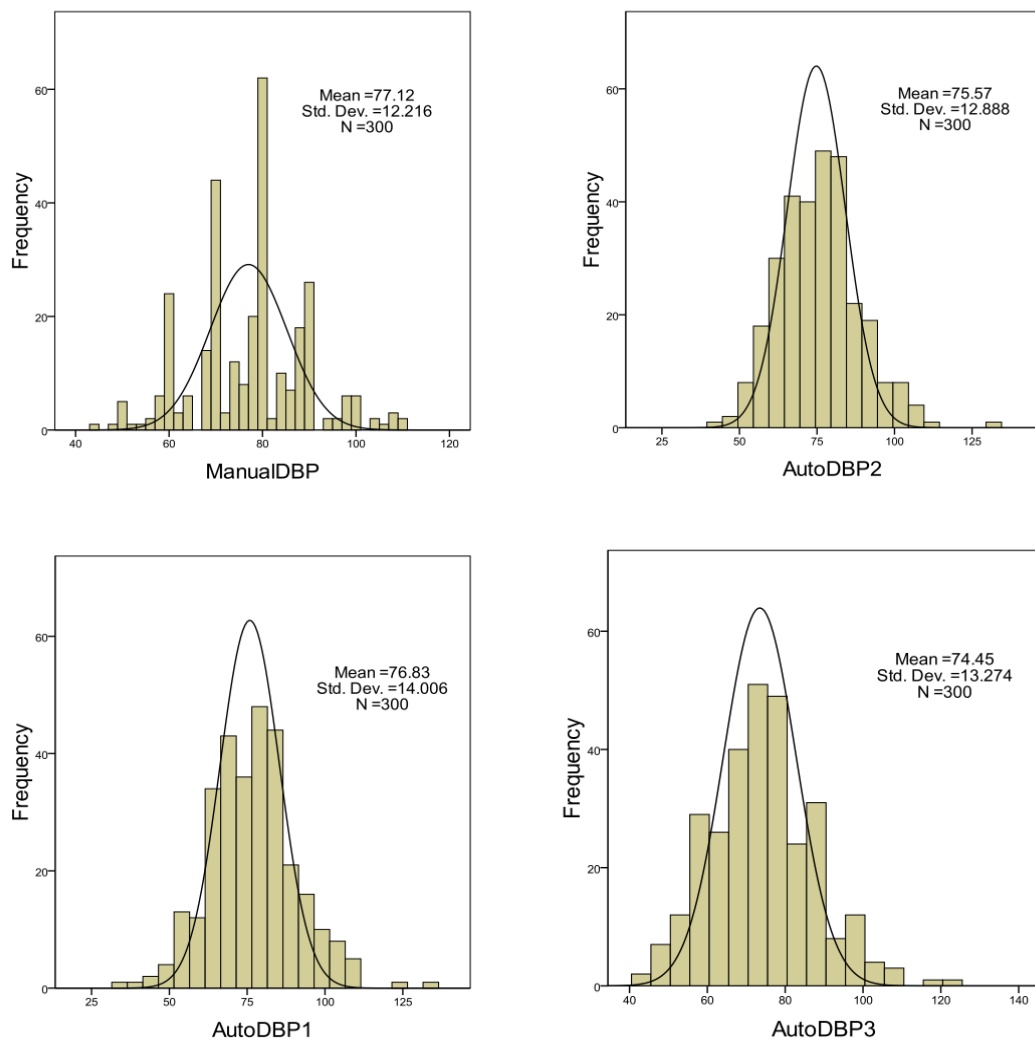 Mean =77.12
Std. Dev. =12.216
N =300
Frequency
60
40
20
0
40 60 80 100 120
ManualDBP
Mean =75.57
Std. Dev. =12.888
N =300
Frequency
60
40
20
0
25 50 75 100 125
AutoDBP2
Mean =76.83
Std. Dev. =14.006
N =300
Frequency
60
40
20
0
25 50 75 100 125
AutoDBP1
Mean =74.45
Std. Dev. =13.274
N =300
Frequency
60
40
20
0
40 60 80 100 120 140
AutoDBP3